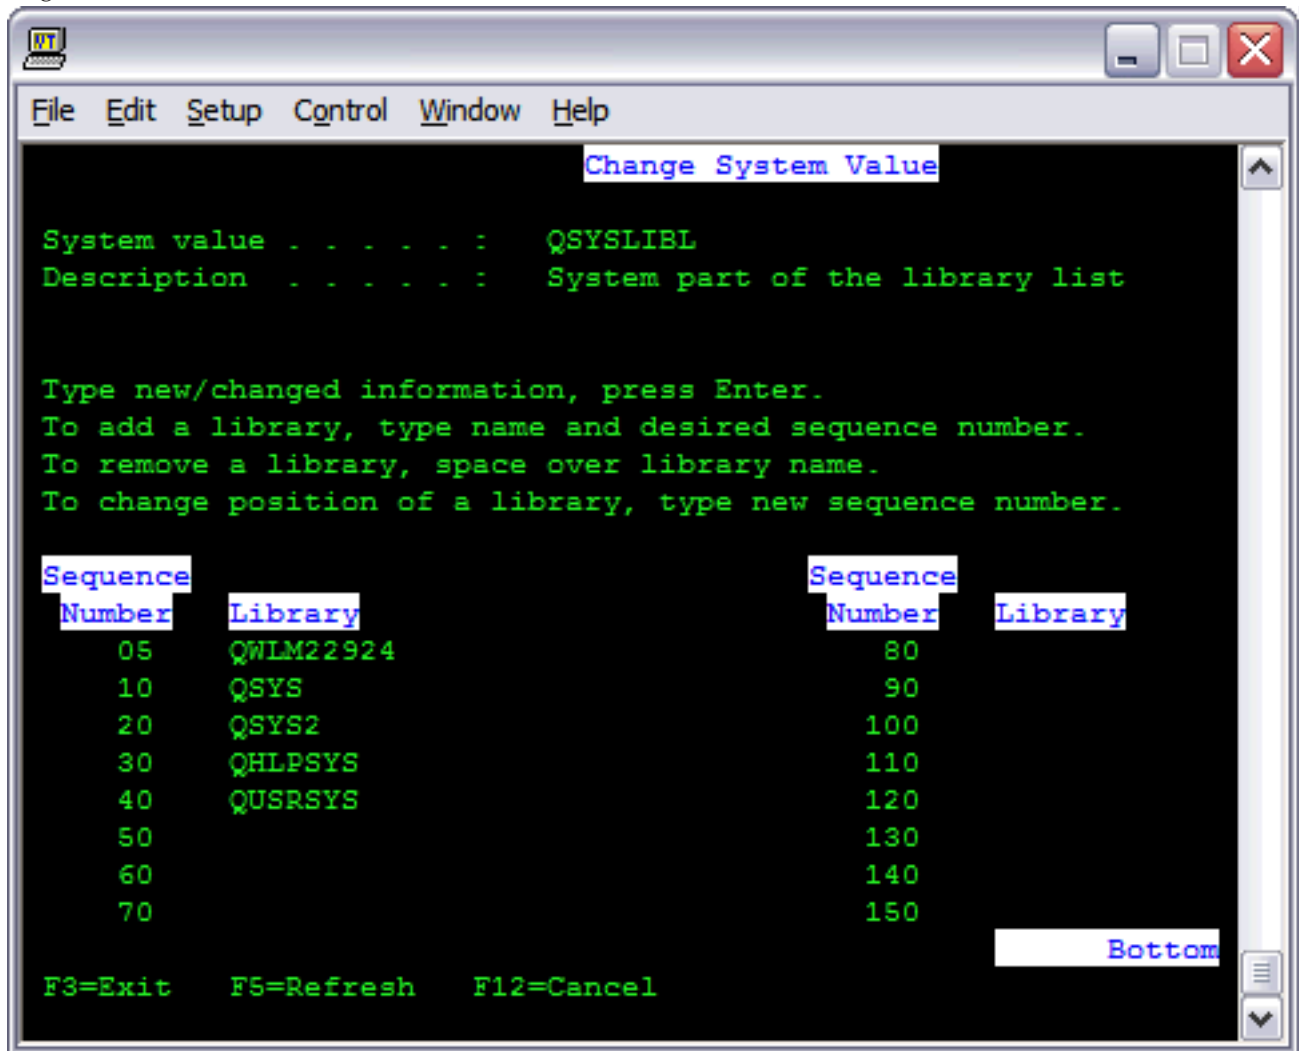 VT
File Edit Setup Control Window Help
Change System Value
System value . . . . . : QSYSLIBL
Description . . . . . : System part of the library list
Type new/changed information, press Enter.
To add a library, type name and desired sequence number.
To remove a library, space over library name.
To change position of a library, type new sequence number.
Sequence Sequence
Number Library Number Library
05 QWLM22924 80
10 QSYS 90
20 QSYS2 100
30 QHLPSYS 110
40 QUSRSYS 120
50 130
60 140
70 150
Bottom
F3=Exit F5=Refresh F12=Cancel